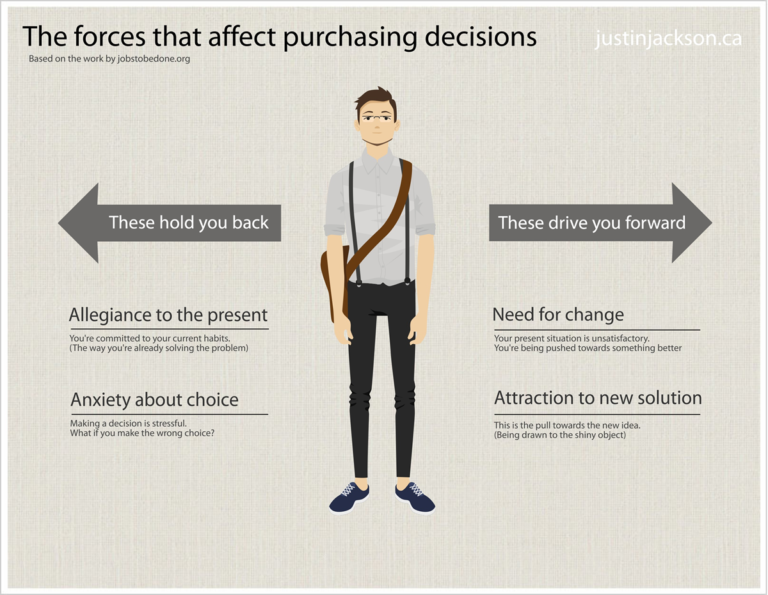 The forces that affect purchasing decisions
justinjackson.ca
Based on the work by jobstobedone.org
These hold you back
These drive you forward
Allegiance to the present
You're committed to your current habits.
(The way you're already solving the problem)
Anxiety about choice
Making a decision is stressful.
What if you make the wrong choice?
Need for change
Your present situation is unsatisfactory.
You're being pushed towards something better
Attraction to new solution
This is the pull towards the new idea.
(Being drawn to the shiny object)